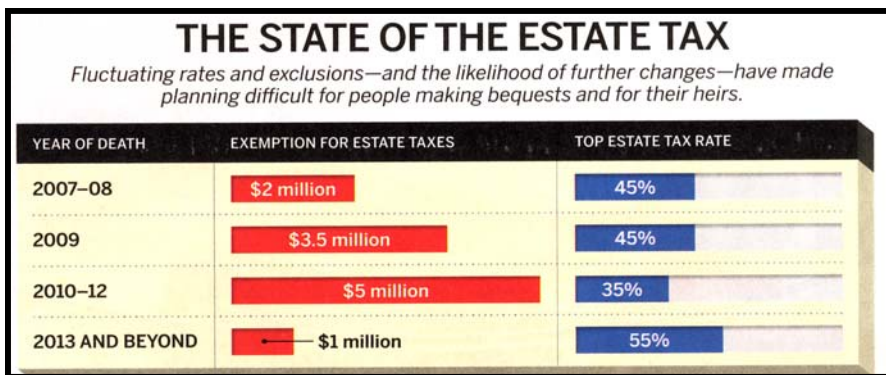 THE STATE OF THE ESTATE TAX
Fluctuating rates and exclusions—and the likelihood of further changes—have made
planning difficult for people making bequests and for their heirs.
YEAR OF DEATH EXEMPTION FOR ESTATE TAXES TOP ESTATE TAX RATE
2007–08 $2 million 45%
2009 $3.5 million 45%
2010–12 $5 million 35%
2013 AND BEYOND $1 million 55%